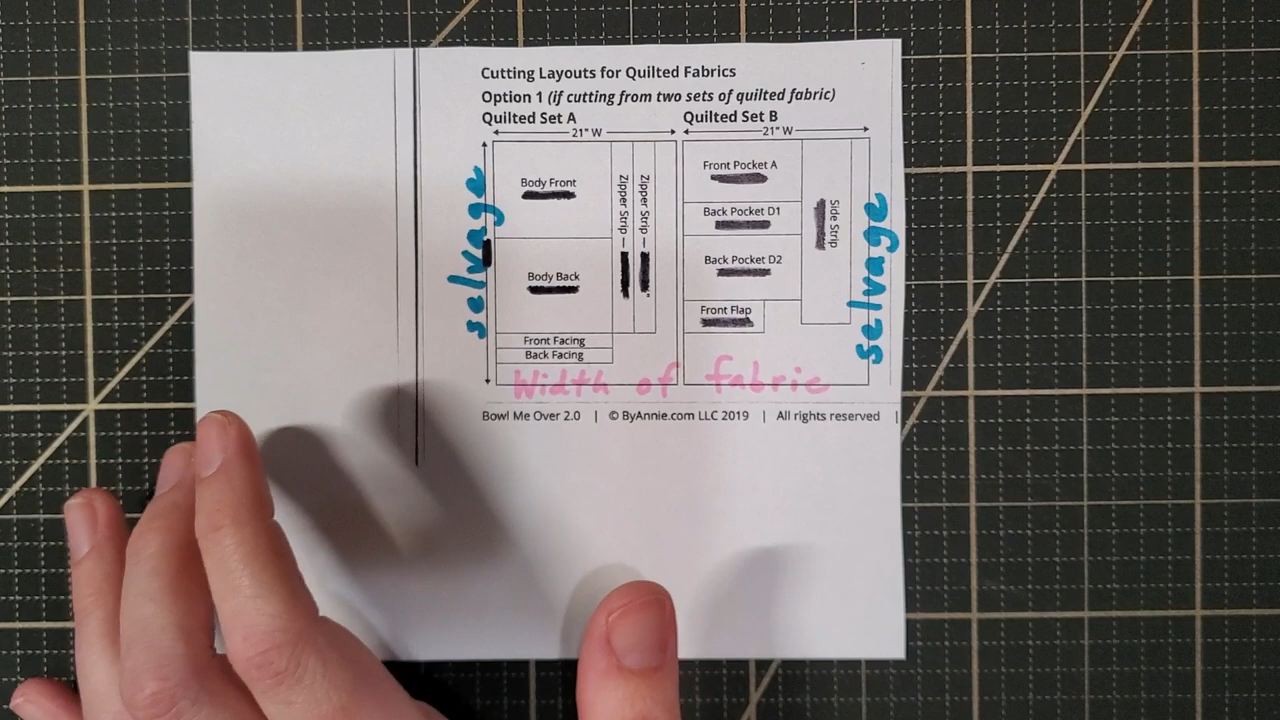 Cutting Layouts for Quilted Fabrics
Option 1 (if cutting from two sets of quilted fabric)
Quilted Set A
Quilted Set B
21" W
21" W
selvage
Body Front
Body Back
Zipper Strip —
Zipper Strip — "
Front Facing
Back Facing
Front Pocket A
Back Pocket D1
Back Pocket D2
Front Flap
Side Strip
selvage
Width of fabric
Bowl Me Over 2.0 | © ByAnnie.com LLC 2019 | All rights reserved |